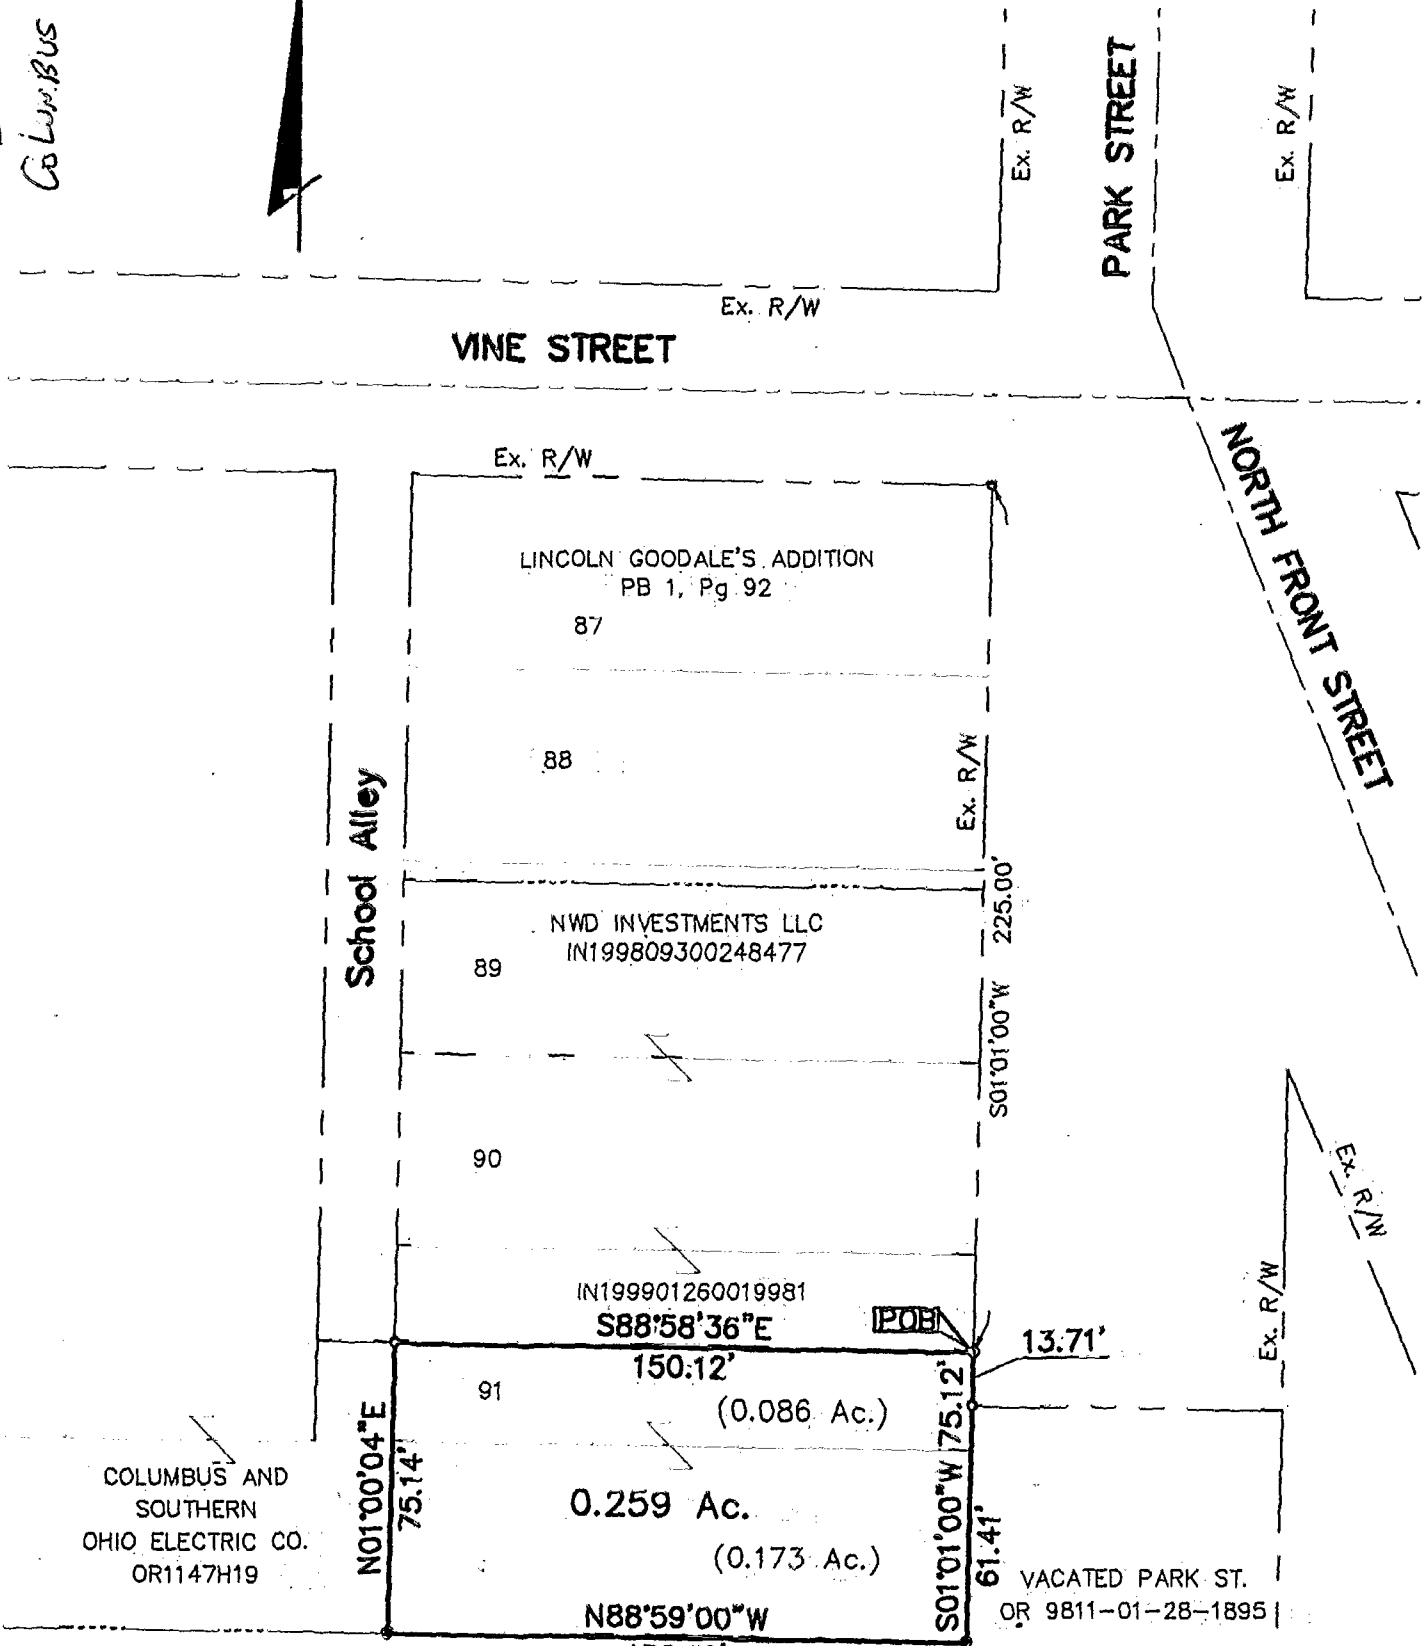 COLUMBUS
Ex. R/W
PARK STREET
Ex. R/W
Ex. R/W
VINE STREET
Ex. R/W
NORTH FRONT STREET
LINCOLN GOODALE'S ADDITION
PB 1, Pg 92
87
88
Ex. R/W
School Alley
225.00'
S01°01'00"W
NWD INVESTMENTS LLC
IN199809300248477
89
90
Ex. R/W
Ex. R/W
IN199901260019981
S88°58'36"E
POB
150.12'
13.71'
91
(0.086 Ac.)
N01°00'04"E
75.14'
S01°01'00"W 75.12'
61.41'
COLUMBUS AND
SOUTHERN
OHIO ELECTRIC CO.
OR1147H19
0.259 Ac.
(0.173 Ac.)
VACATED PARK ST.
OR 9811-01-28-1895
N88°59'00"W